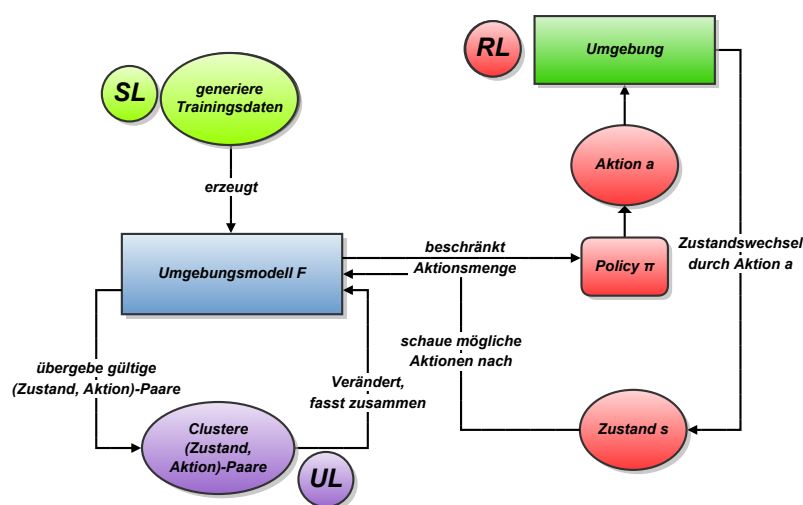 RL
Umgebung
SL
generiere
Trainingsdaten
Aktion a
erzeugt
Umgebungsmodell F
beschränkt
Aktionsmenge
Policy π
Zustandswechsel
durch Aktion a
schaue mögliche
Aktionen nach
übergebe gültige
(Zustand, Aktion)-Paare
Verändert,
fasst zusammen
Clustere
(Zustand,
Aktion)-Paare
UL
Zustand s